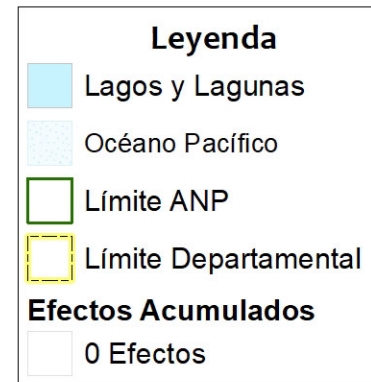 Leyenda
Lagos y Lagunas
Océano Pacífico
Límite ANP
Límite Departamental
Efectos Acumulados
0 Efectos